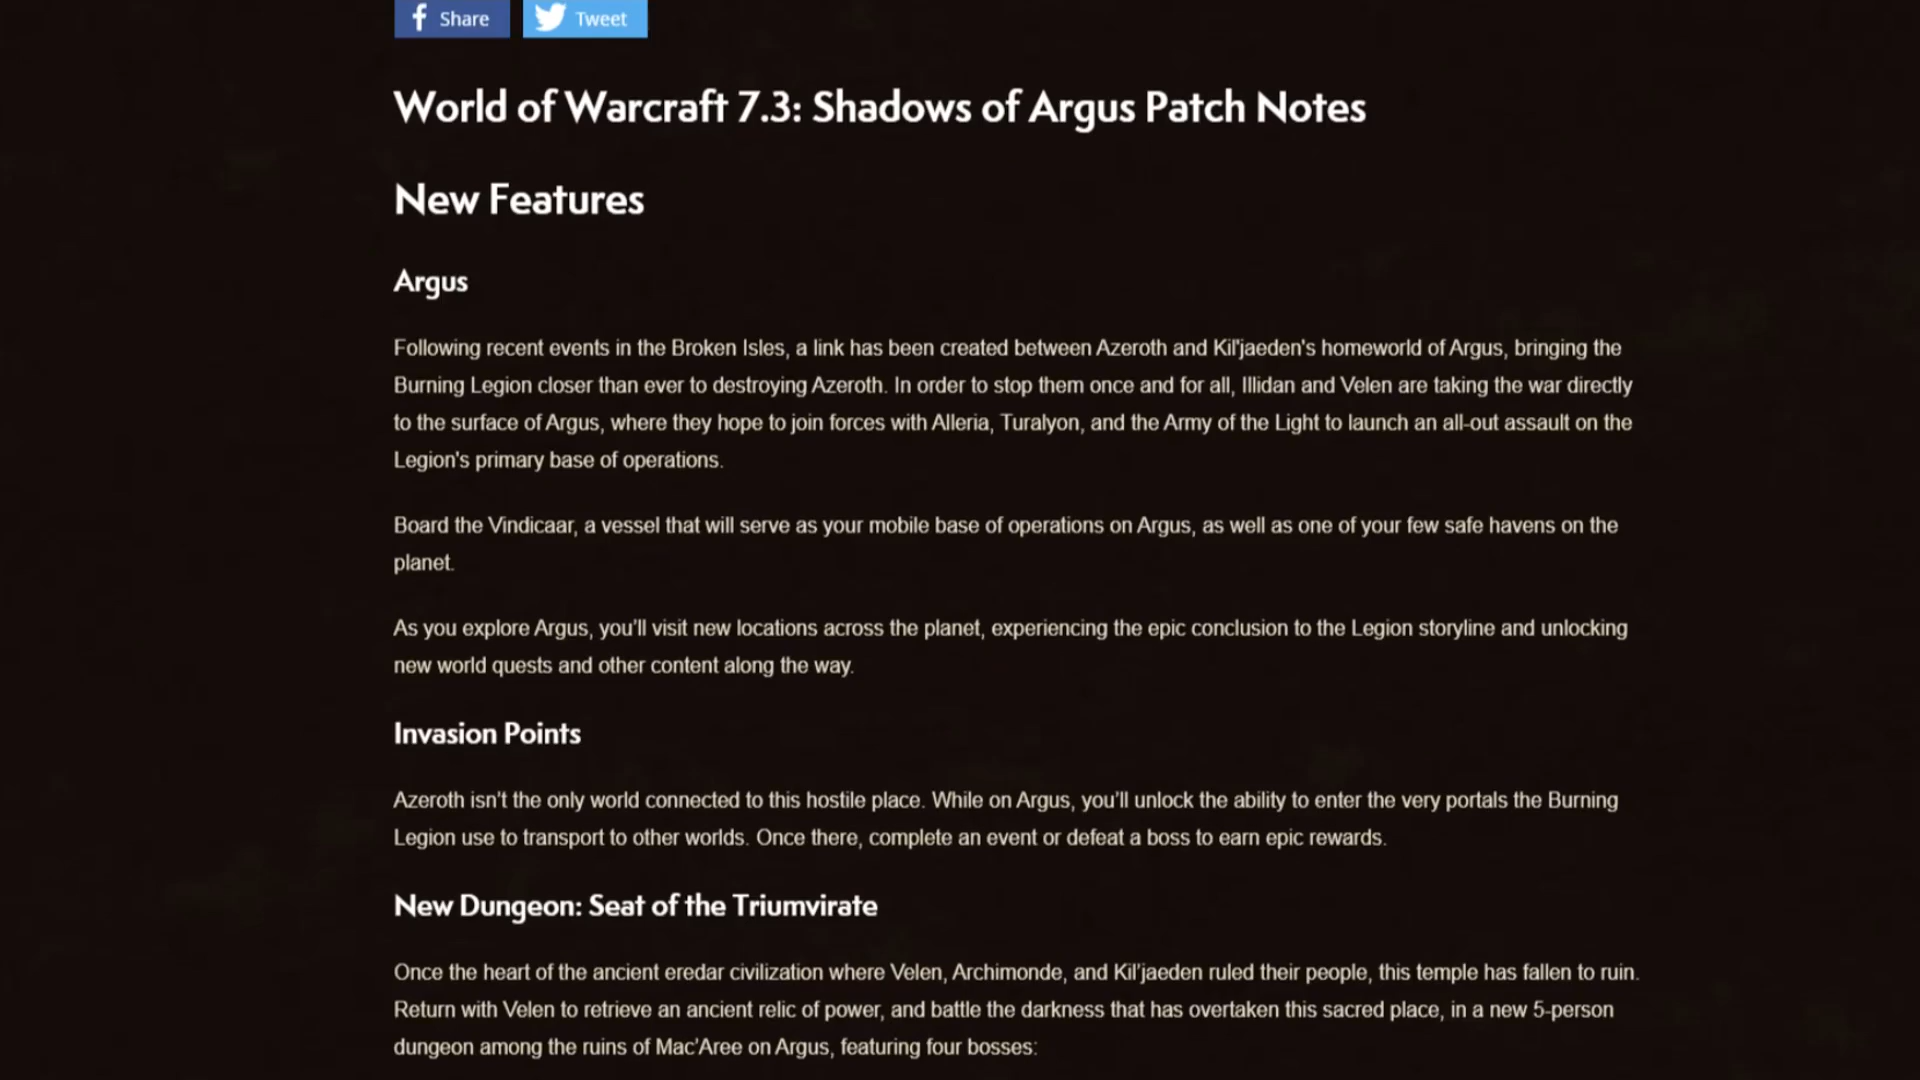 Share Tweet
World of Warcraft 7.3: Shadows of Argus Patch Notes
New Features
Argus
Following recent events in the Broken Isles, a link has been created between Azeroth and Kil'jaeden's homeworld of Argus, bringing the
Burning Legion closer than ever to destroying Azeroth. In order to stop them once and for all, Illidan and Velen are taking the war directly
to the surface of Argus, where they hope to join forces with Alleria, Turalyon, and the Army of the Light to launch an all-out assault on the
Legion's primary base of operations.
Board the Vindicaar, a vessel that will serve as your mobile base of operations on Argus, as well as one of your few safe havens on the
planet.
As you explore Argus, you’ll visit new locations across the planet, experiencing the epic conclusion to the Legion storyline and unlocking
new world quests and other content along the way.
Invasion Points
Azeroth isn’t the only world connected to this hostile place. While on Argus, you’ll unlock the ability to enter the very portals the Burning
Legion use to transport to other worlds. Once there, complete an event or defeat a boss to earn epic rewards.
New Dungeon: Seat of the Triumvirate
Once the heart of the ancient eredar civilization where Velen, Archimonde, and Kil’jaeden ruled their people, this temple has fallen to ruin.
Return with Velen to retrieve an ancient relic of power, and battle the darkness that has overtaken this sacred place, in a new 5-person
dungeon among the ruins of Mac’Aree on Argus, featuring four bosses: